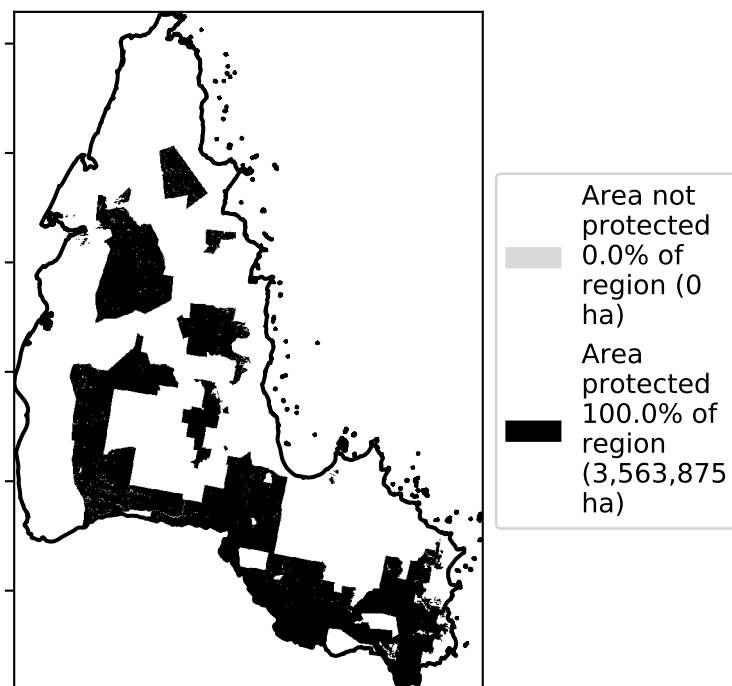 Area not
protected
0.0% of
region (0
ha)
Area
protected
100.0% of
region
(3,563,875
ha)